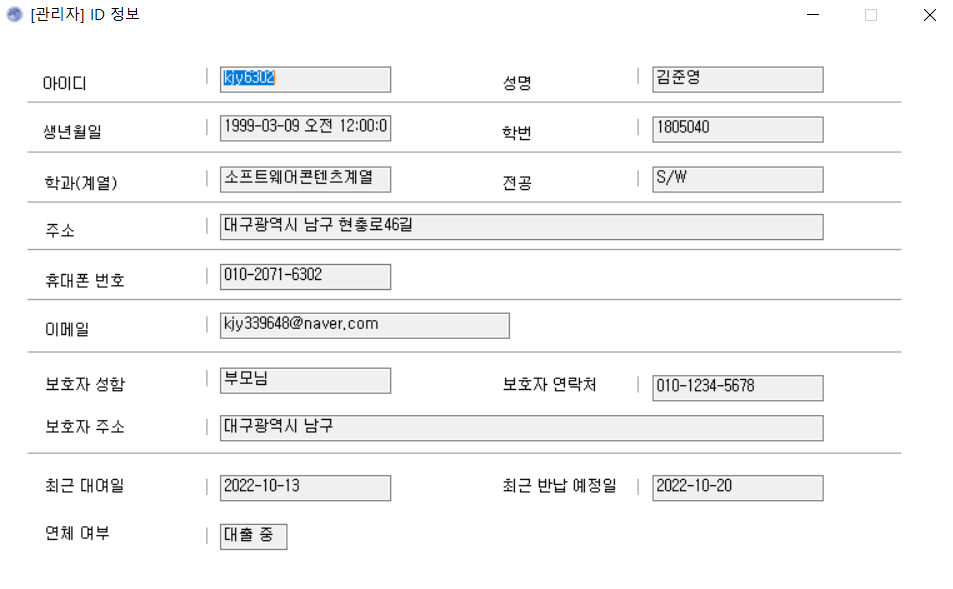 [관리자] ID 정보
아이디 kjy6302 성명 김준영
생년월일 1999-03-09 오전 12:00:0 학번 1805040
학과(계열) 소프트웨어콘텐츠계열 전공 S/W
주소 대구광역시 남구 현충로46길
휴대폰 번호 010-2071-6302
이메일 kjy339648@naver.com
보호자 성함 부모님 보호자 연락처 010-1234-5678
보호자 주소 대구광역시 남구
최근 대여일 2022-10-13 최근 반납 예정일 2022-10-20
연체 여부 대출 중